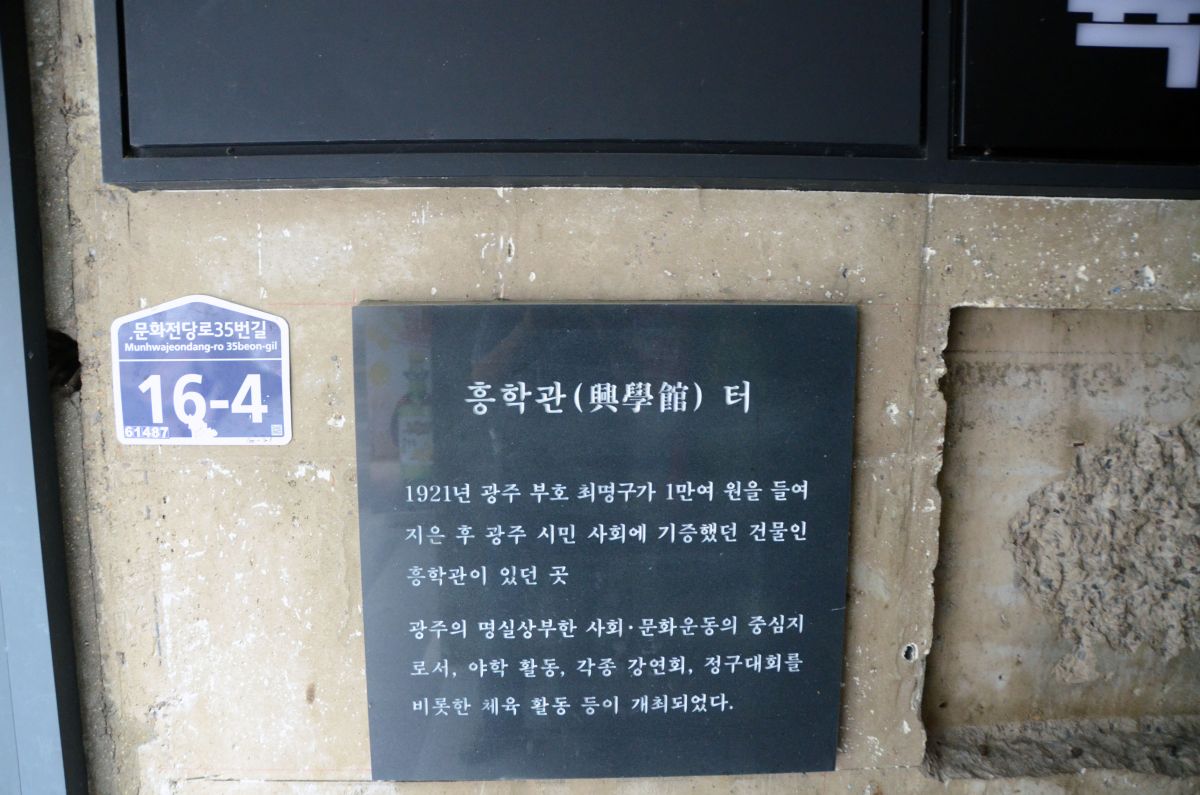 문화전당로35번길
Munhwajeondang-ro 35beon-gil
16-4
61487
흥학관(興學館) 터
1921년 광주 부호 최명구가 1만여 원을 들여
지은 후 광주 시민 사회에 기증했던 건물인
흥학관이 있던 곳
광주의 명실상부한 사회·문화운동의 중심지
로서, 야학 활동, 각종 강연회, 정구대회를
비롯한 체육 활동 등이 개최되었다.